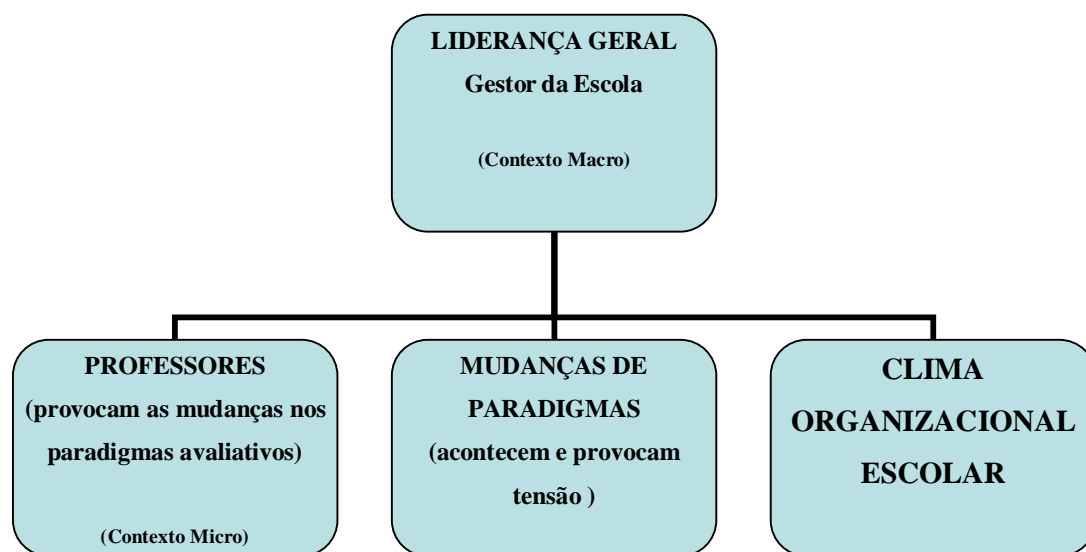 LIDERANÇA GERAL
Gestor da Escola
(Contexto Macro)
PROFESSORES
(provocam as mudanças nos
paradigmas avaliativos)
(Contexto Micro)
MUDANÇAS DE
PARADIGMAS
(acontecem e provocam
tensão )
CLIMA
ORGANIZACIONAL
ESCOLAR